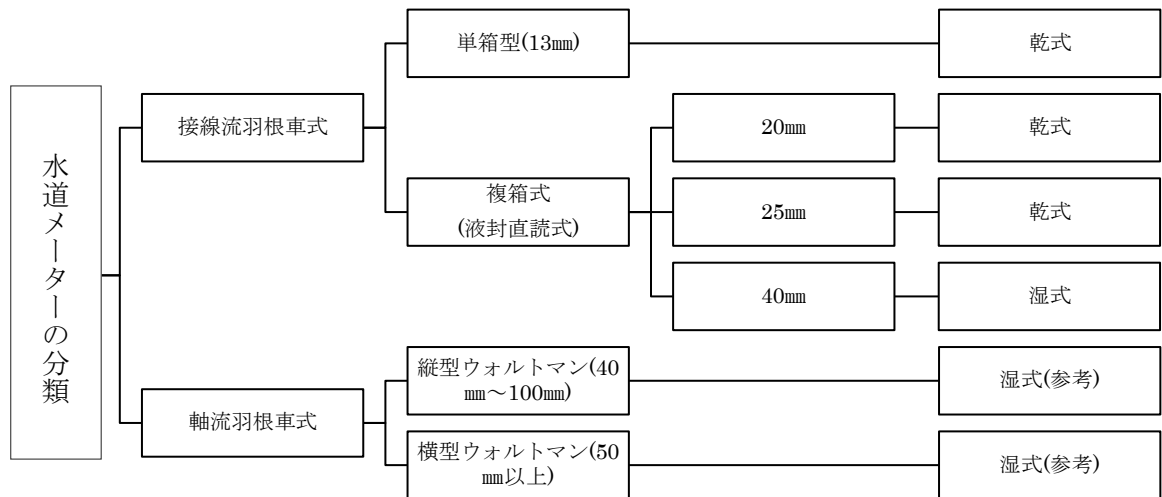 水道メーターの分類
接線流羽根車式
単箱型(13㎜)
乾式
複箱式
(液封直読式)
20㎜
乾式
25㎜
乾式
40㎜
湿式
軸流羽根車式
縦型ウォルトマン(40
㎜～100㎜)
湿式(参考)
横型ウォルトマン(50
㎜以上)
湿式(参考)